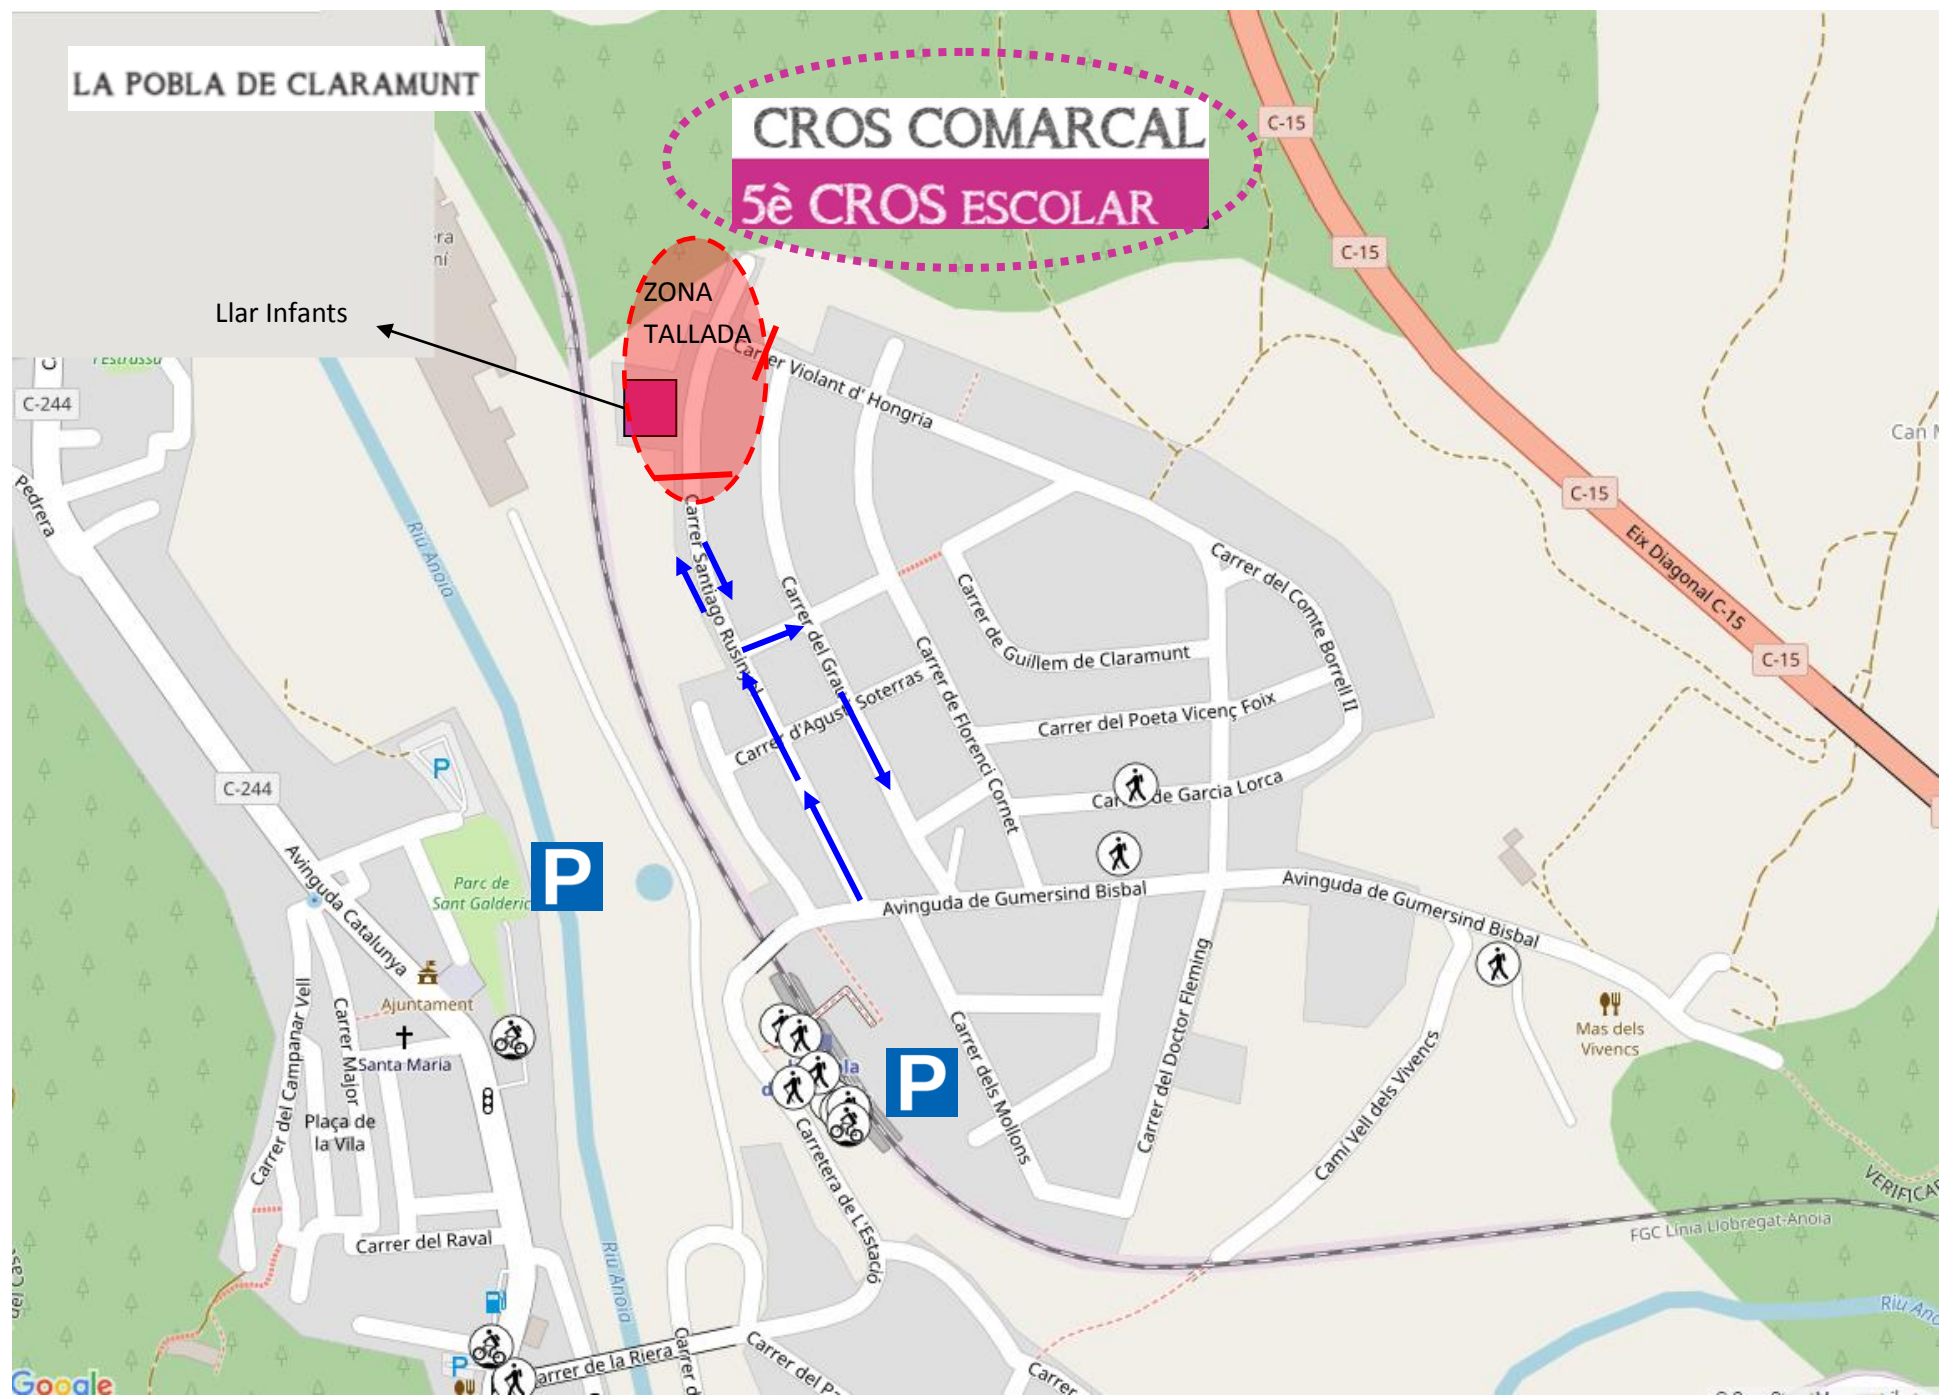 LA POBLA DE CLARAMUNT
CROS COMARCAL
5è CROS ESCOLAR
C-15
C-15
ZONA
TALLADA
Llar Infants
l'Estrussu
C-244
Carrer Violant d' Hongria
Can
C-15
Pedrera
Riu Anoia
Eix Diagonal C-15
Carrer Santiago Rusinyol
Carrer del Grau
Carrer del Comte Borrell II
Carrer de Guillem de Claramunt
C-15
Carrer d'Agustí Soterras
Carrer de Florenci Cornet
Carrer del Poeta Vicenç Foix
P
C-244
Carrer de Garcia Lorca
Avinguda Catalunya
Parc de
Sant Galderic
P
Avinguda de Gumersind Bisbal
Avinguda de Gumersind Bisbal
Ajuntament
Santa Maria
Carrer del Campanar Vell
Carrer Major
Plaça de
la Vila
Mas dels
Vivencs
P
Carrer dels Mollons
Carrer del Doctor Fleming
Camí Vell dels Vivencs
Carretera de L'Estació
Carrer del Raval
Riu Anoia
FGC Línia Llobregat-Anoia
P
Carrer de la Riera
Carrer
Google